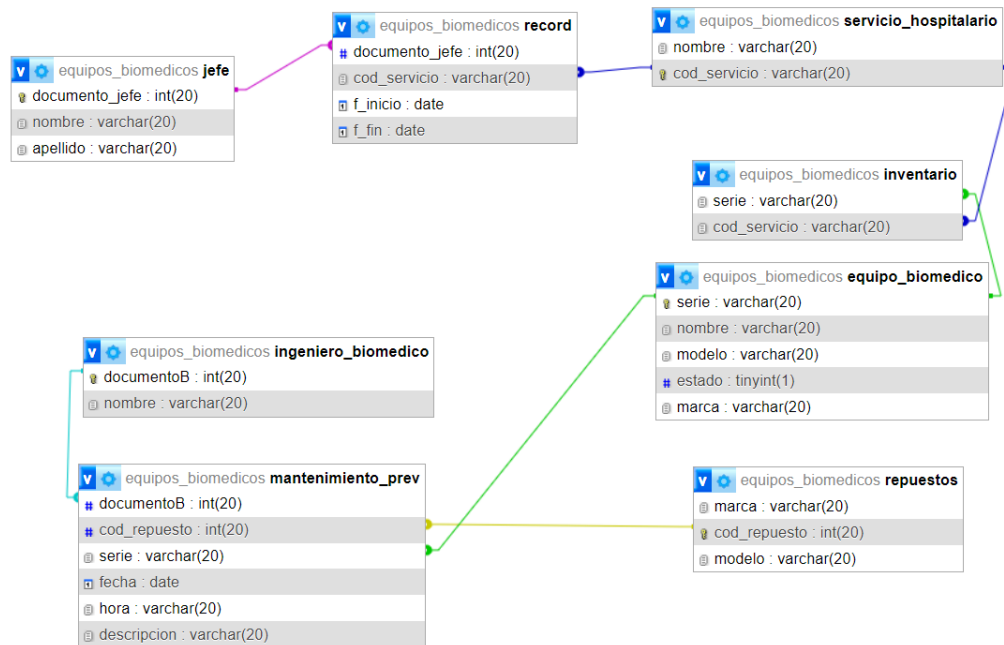 equipos_biomedicos jefe
documento_jefe : int(20)
nombre : varchar(20)
apellido : varchar(20)
equipos_biomedicos record
documento_jefe : int(20)
cod_servicio : varchar(20)
f_inicio : date
f_fin : date
equipos_biomedicos servicio_hospitalario
nombre : varchar(20)
cod_servicio : varchar(20)
equipos_biomedicos inventario
serie : varchar(20)
cod_servicio : varchar(20)
equipos_biomedicos equipo_biomedico
serie : varchar(20)
nombre : varchar(20)
modelo : varchar(20)
estado : tinyint(1)
marca : varchar(20)
equipos_biomedicos ingeniero_biomedico
documentoB : int(20)
nombre : varchar(20)
equipos_biomedicos mantenimiento_prev
documentoB : int(20)
cod_repuesto : int(20)
serie : varchar(20)
fecha : date
hora : varchar(20)
descripcion : varchar(20)
equipos_biomedicos repuestos
marca : varchar(20)
cod_repuesto : int(20)
modelo : varchar(20)